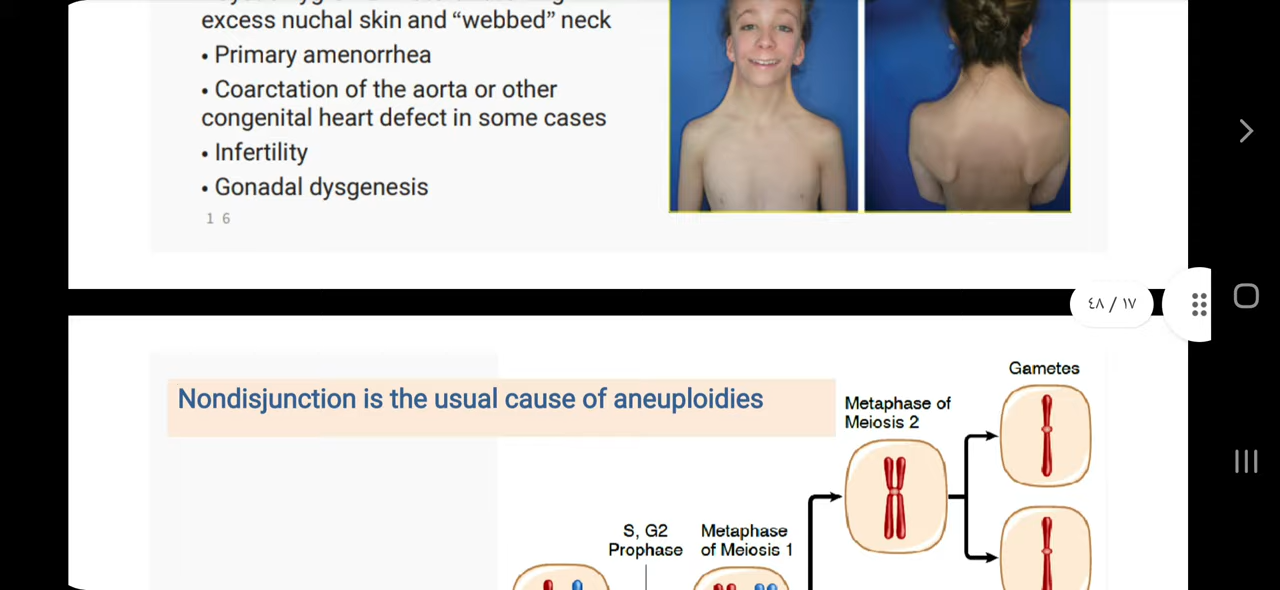 excess nuchal skin and “webbed” neck
• Primary amenorrhea
• Coarctation of the aorta or other
congenital heart defect in some cases
• Infertility
• Gonadal dysgenesis
1 6
٤٨ / ١٧
Nondisjunction is the usual cause of aneuploidies
Gametes
Metaphase of
Meiosis 2
S, G2
Prophase
Metaphase
of Meiosis 1